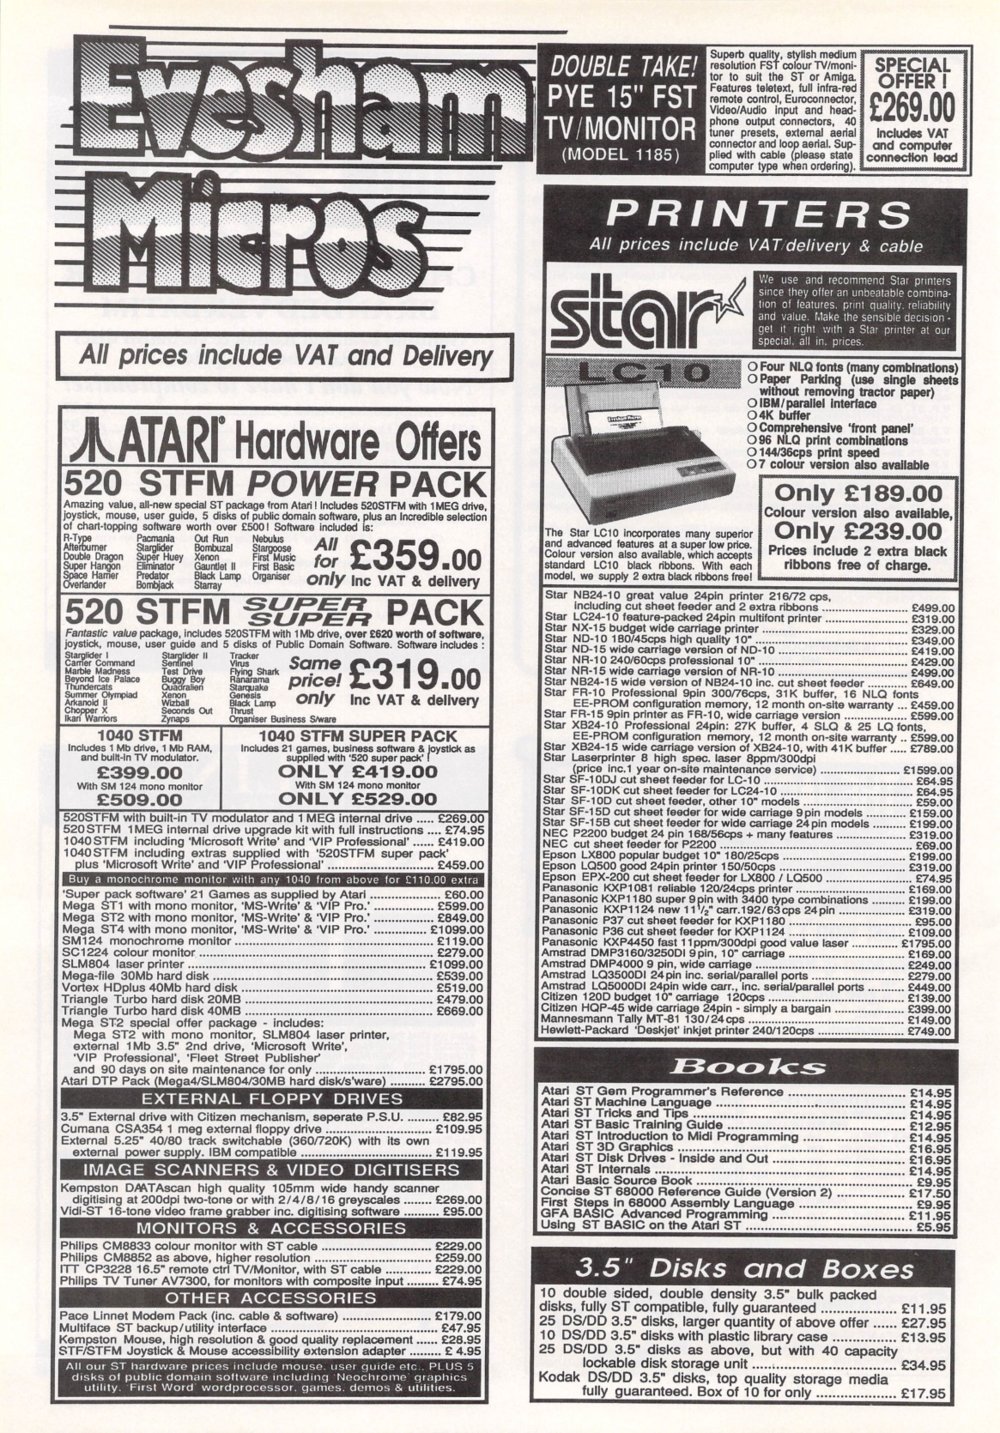 Evesham
Micros
All prices include VAT and Delivery
ATARI Hardware Offers
520 STFM POWER PACK
Amazing value, all-new special ST package from Atari! Includes 520STFM with 1MEG drive,
joystick, mouse, user guide, 5 disks of public domain software, plus an incredible selection
of chart-topping software worth over £500! Software included is:
R-Type Pacmania Out Run Nebulus
Afterburner Starglider Bombuzal Stargoose
Double Dragon Super Huey Xenon First Music
Super Hangon Eliminator Gauntlet II First Basic
Space Harrier Predator Black Lamp Organiser
Overlander Bombjack Starray
All
for
only
£359.00
Inc VAT & delivery
520 STFM SUPER SUPER PACK
Fantastic value package, includes 520STFM with 1Mb drive, over £620 worth of software,
joystick, mouse, user guide and 5 disks of Public Domain Software. Software includes :
Starglider I Starglider II Tracker
Carrier Command Sentinel Virus
Marble Madness Test Drive Flying Shark
Beyond Ice Palace Buggy Boy Ranarama
Thundercats Quadralien Starquake
Summer Olympiad Xenon Genesis
Arkanoid II Wizball Black Lamp
Chopper X Seconds Out Thrust
Ikari Warriors Zynaps Organiser Business S/ware
Same
price!
only
£319.00
Inc VAT & delivery
1040 STFM
Includes 1 Mb drive, 1 Mb RAM,
and built-in TV modulator.
£399.00
With SM 124 mono monitor
£509.00
1040 STFM SUPER PACK
Includes 21 games, business software & joystick as
supplied with '520 super pack' !
ONLY £419.00
With SM 124 mono monitor
ONLY £529.00
520STFM with built-in TV modulator and 1MEG internal drive ..... £269.00
520STFM 1MEG internal drive upgrade kit with full instructions .... £74.95
1040STFM including 'Microsoft Write' and 'VIP Professional' ..... £419.00
1040STFM including extras supplied with '520STFM super pack'
plus 'Microsoft Write' and 'VIP Professional' ..... £459.00
Buy a monochrome monitor with any 1040 from above for £110.00 extra
'Super pack software' 21 Games as supplied by Atari ..... £60.00
Mega ST1 with mono monitor, 'MS-Write' & 'VIP Pro.' ..... £599.00
Mega ST2 with mono monitor, 'MS-Write' & 'VIP Pro.' ..... £849.00
Mega ST4 with mono monitor, 'MS-Write' & 'VIP Pro.' ..... £1099.00
SM124 monochrome monitor ..... £119.00
SC1224 colour monitor ..... £279.00
SLM804 laser printer ..... £1099.00
Mega-file 30Mb hard disk ..... £539.00
Vortex HDplus 40Mb hard disk ..... £519.00
Triangle Turbo hard disk 20MB ..... £479.00
Triangle Turbo hard disk 40MB ..... £669.00
Mega ST2 special offer package - includes:
Mega ST2 with mono monitor, SLM804 laser printer,
external 1Mb 3.5" 2nd drive, 'Microsoft Write',
'VIP Professional', 'Fleet Street Publisher'
and 90 days on site maintenance for only ..... £1795.00
Atari DTP Pack (Mega4/SLM804/30MB hard disk/s'ware) ..... £2795.00
EXTERNAL FLOPPY DRIVES
3.5" External drive with Citizen mechanism, seperate P.S.U. ..... £82.95
Cumana CSA354 1 meg external floppy drive ..... £109.95
External 5.25" 40/80 track switchable (360/720K) with its own
external power supply. IBM compatible ..... £119.95
IMAGE SCANNERS & VIDEO DIGITISERS
Kempston DAATAscan high quality 105mm wide handy scanner
digitising at 200dpi two-tone or with 2/4/8/16 greyscales ..... £269.00
Vidi-ST 16-tone video frame grabber inc. digitising software ..... £95.00
MONITORS & ACCESSORIES
Philips CM8833 colour monitor with ST cable ..... £229.00
Philips CM8852 as above, higher resolution ..... £259.00
ITT CP3228 16.5" remote ctrl TV/Monitor, with ST cable ..... £229.00
Philips TV Tuner AV7300, for monitors with composite input ..... £74.95
OTHER ACCESSORIES
Pace Linnet Modem Pack (inc. cable & software) ..... £179.00
Multiface ST backup/utility interface ..... £47.95
Kempston Mouse, high resolution & good quality replacement ..... £28.95
STF/STFM Joystick & Mouse accessibility extension adapter ..... £ 4.95
All our ST hardware prices include mouse, user guide etc., PLUS 5
disks of public domain software including 'Neochrome' graphics
utility, 'First Word' wordprocessor, games, demos & utilities.
DOUBLE TAKE!
PYE 15" FST
TV/MONITOR
(MODEL 1185)
Superb quality, stylish medium
resolution FST colour TV/moni-
tor to suit the ST or Amiga.
Features teletext, full infra-red
remote control, Euroconnector,
Video/Audio input and head-
phone output connectors, 40
tuner presets, external aerial
connector and loop aerial. Sup-
plied with cable (please state
computer type when ordering).
SPECIAL
OFFER !
£269.00
Includes VAT
and computer
connection lead
PRINTERS
All prices include VAT delivery & cable
star
We use and recommend Star printers
since they offer an unbeatable combina-
tion of features, print quality, reliability
and value. Make the sensible decision -
get it right with a Star printer at our
special, all in, prices.
LC10
Four NLQ fonts (many combinations)
Paper Parking (use single sheets
without removing tractor paper)
IBM/parallel interface
4K buffer
Comprehensive 'front panel'
96 NLQ print combinations
144/36cps print speed
7 colour version also available
The Star LC10 incorporates many superior
and advanced features at a super low price.
Colour version also available, which accepts
standard LC10 black ribbons. With each
model, we supply 2 extra black ribbons free!
Only £189.00
Colour version also available,
Only £239.00
Prices include 2 extra black
ribbons free of charge.
Star NB24-10 great value 24pin printer 216/72 cps,
including cut sheet feeder and 2 extra ribbons ..... £499.00
Star LC24-10 feature-packed 24pin multifont printer ..... £319.00
Star NX-15 budget wide carriage printer ..... £329.00
Star ND-10 180/45cps high quality 10" ..... £349.00
Star ND-15 wide carriage version of ND-10 ..... £419.00
Star NR-10 240/60cps professional 10" ..... £429.00
Star NR-15 wide carriage version of NR-10 ..... £499.00
Star NB24-15 wide version of NB24-10 inc. cut sheet feeder ..... £649.00
Star FR-10 Professional 9pin 300/76cps, 31K buffer, 16 NLQ fonts
EE-PROM configuration memory, 12 month on-site warranty ... £459.00
Star FR-15 9pin printer as FR-10, wide carriage version ..... £599.00
Star XB24-10 Professional 24pin: 27K buffer, 4 SLQ & 25 LQ fonts,
EE-PROM configuration memory, 12 month on-site warranty .. £599.00
Star XB24-15 wide carriage version of XB24-10, with 41K buffer ..... £789.00
Star Laserprinter 8 high spec. laser 8ppm/300dpi
(price inc.1 year on-site maintenance service) ..... £1599.00
Star SF-10DJ cut sheet feeder for LC-10 ..... £64.95
Star SF-10DK cut sheet feeder for LC24-10 ..... £64.95
Star SF-10D cut sheet feeder, other 10" models ..... £59.00
Star SF-15D cut sheet feeder for wide carriage 9pin models ..... £159.00
Star SF-15B cut sheet feeder for wide carriage 24pin models ..... £199.00
NEC P2200 budget 24 pin 168/56cps + many features ..... £319.00
NEC cut sheet feeder for P2200 ..... £69.00
Epson LX800 popular budget 10" 180/25cps ..... £199.00
Epson LQ500 good 24pin printer 150/50cps ..... £319.00
Epson EPX-200 cut sheet feeder for LX800 / LQ500 ..... £74.95
Panasonic KXP1081 reliable 120/24cps printer ..... £169.00
Panasonic KXP1180 super 9pin with 3400 type combinations ..... £199.00
Panasonic KXP1124 new 11½" carr.192/63cps 24pin ..... £319.00
Panasonic P37 cut sheet feeder for KXP1180 ..... £95.00
Panasonic P36 cut sheet feeder for KXP1124 ..... £109.00
Panasonic KXP4450 fast 11ppm/300dpi good value laser ..... £1795.00
Amstrad DMP3160/3250DI 9pin, 10" carriage ..... £169.00
Amstrad DMP4000 9 pin, wide carriage ..... £249.00
Amstrad LQ3500DI 24pin inc. serial/parallel ports ..... £279.00
Amstrad LQ5000DI 24pin wide carr., inc. serial/parallel ports ..... £449.00
Citizen 120D budget 10" carriage 120cps ..... £139.00
Citizen HQP-45 wide carriage 24pin - simply a bargain ..... £399.00
Mannesmann Tally MT-81 130/24cps ..... £149.00
Hewlett-Packard 'Deskjet' inkjet printer 240/120cps ..... £749.00
Books
Atari ST Gem Programmer's Reference ..... £14.95
Atari ST Machine Language ..... £14.95
Atari ST Tricks and Tips ..... £14.95
Atari ST Basic Training Guide ..... £12.95
Atari ST Introduction to Midi Programming ..... £14.95
Atari ST 3D Graphics ..... £16.95
Atari ST Disk Drives - Inside and Out ..... £16.95
Atari ST Internals ..... £14.95
Atari Basic Source Book ..... £9.95
Concise ST 68000 Reference Guide (Version 2) ..... £17.50
First Steps in 68000 Assembly Language ..... £9.95
GFA BASIC Advanced Programming ..... £11.95
Using ST BASIC on the Atari ST ..... £5.95
3.5" Disks and Boxes
10 double sided, double density 3.5" bulk packed
disks, fully ST compatible, fully guaranteed ..... £11.95
25 DS/DD 3.5" disks, larger quantity of above offer ..... £27.95
10 DS/DD 3.5" disks with plastic library case ..... £13.95
25 DS/DD 3.5" disks as above, but with 40 capacity
lockable disk storage unit ..... £34.95
Kodak DS/DD 3.5" disks, top quality storage media
fully guaranteed. Box of 10 for only ..... £17.95